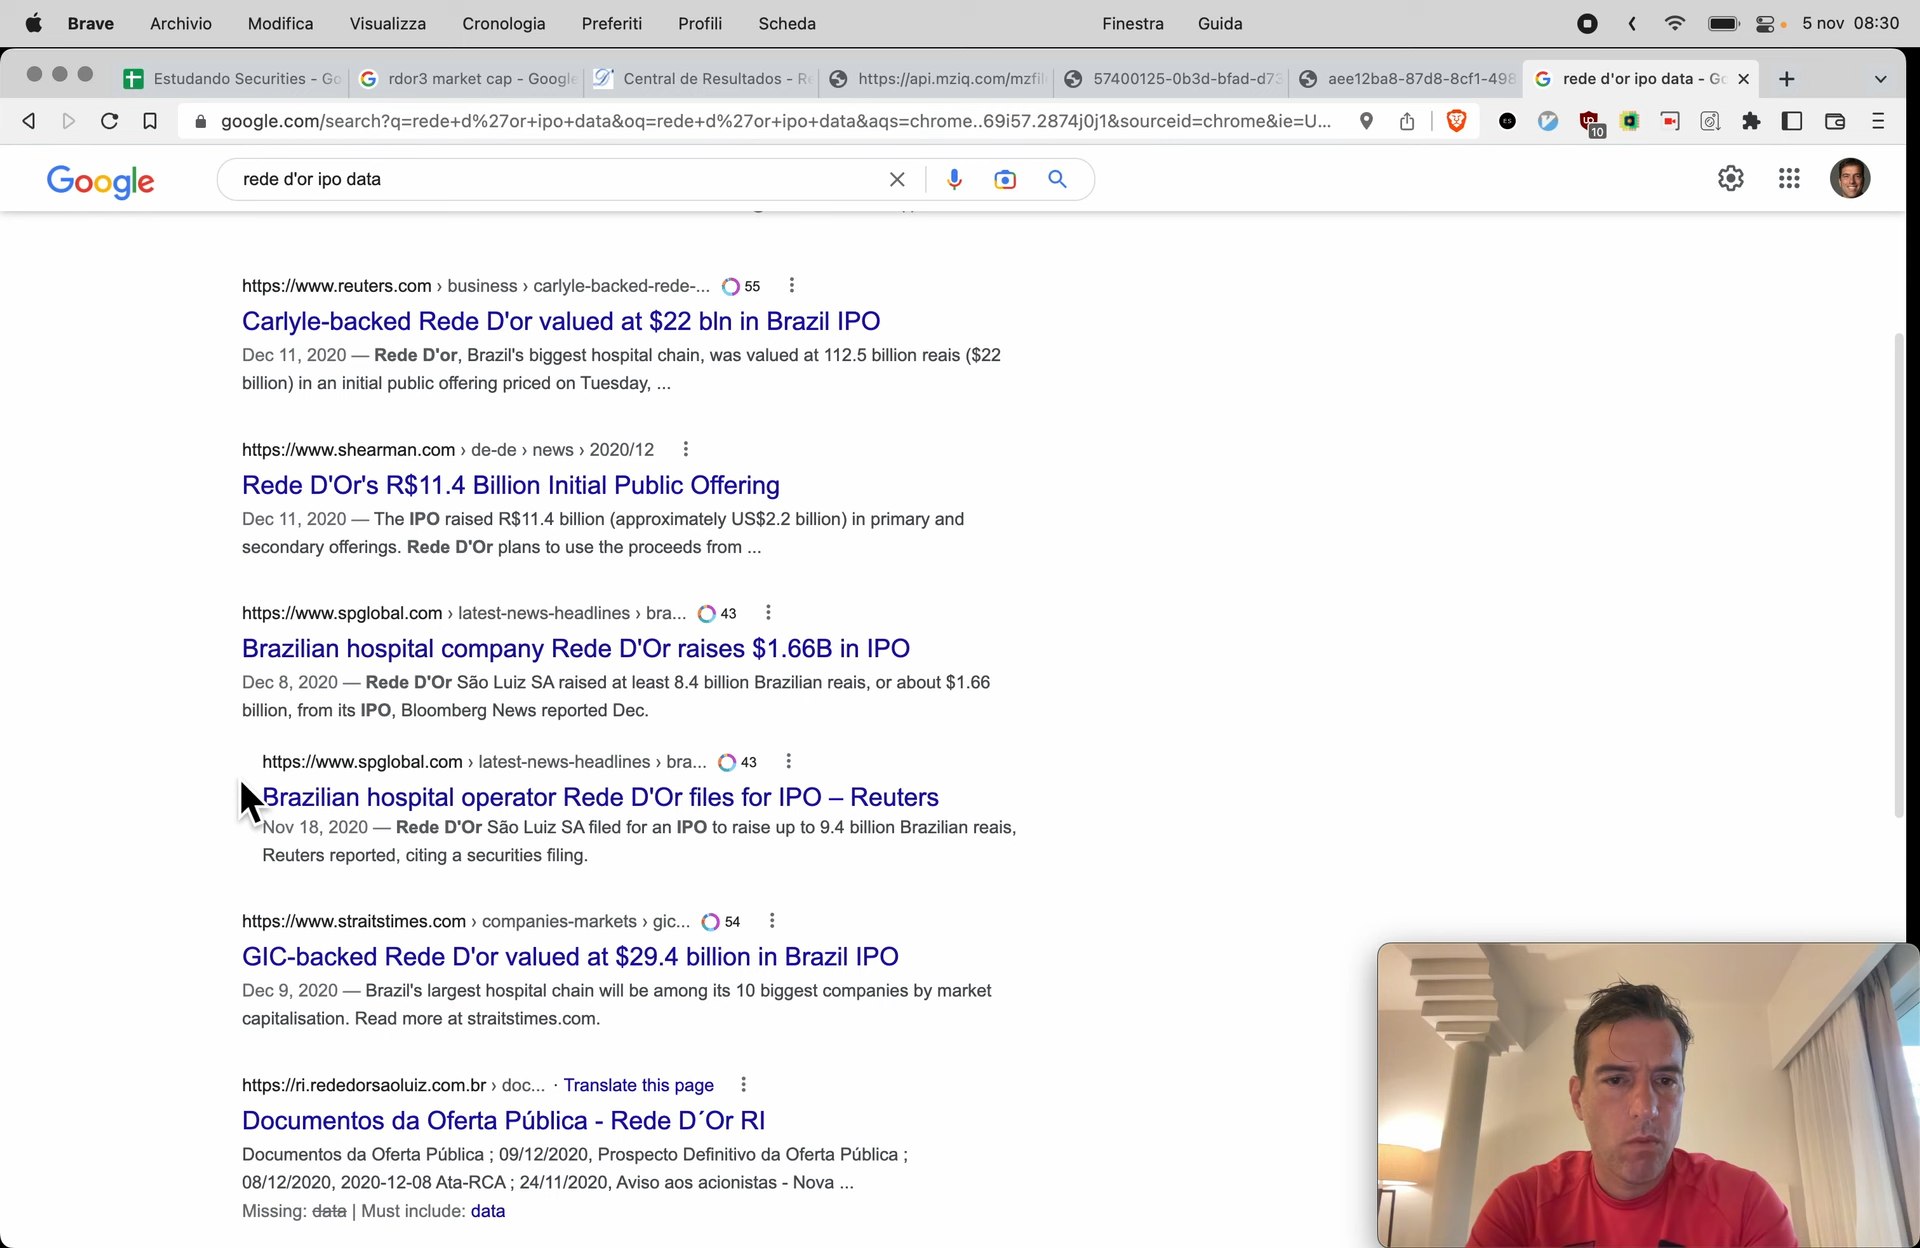 Brave Archivio Modifica Visualizza Cronologia Preferiti Profili Scheda Finestra Guida 5 nov 08:30
Estudando Securities - Go rdor3 market cap - Google Central de Resultados - Re https://api.mziq.com/mzfil 57400125-0b3d-bfad-d73 aee12ba8-87d8-8cf1-498 rede d'or ipo data - Go
google.com/search?q=rede+d%27or+ipo+data&oq=rede+d%27or+ipo+data&aqs=chrome..69i57.2874j0j1&sourceid=chrome&ie=U... ES 10
Google rede d'or ipo data
https://www.reuters.com › business › carlyle-backed-rede-... 55
Carlyle-backed Rede D'or valued at $22 bln in Brazil IPO
Dec 11, 2020 — Rede D'or, Brazil's biggest hospital chain, was valued at 112.5 billion reais ($22
billion) in an initial public offering priced on Tuesday, ...
https://www.shearman.com › de-de › news › 2020/12
Rede D'Or's R$11.4 Billion Initial Public Offering
Dec 11, 2020 — The IPO raised R$11.4 billion (approximately US$2.2 billion) in primary and
secondary offerings. Rede D'Or plans to use the proceeds from ...
https://www.spglobal.com › latest-news-headlines › bra... 43
Brazilian hospital company Rede D'Or raises $1.66B in IPO
Dec 8, 2020 — Rede D'Or São Luiz SA raised at least 8.4 billion Brazilian reais, or about $1.66
billion, from its IPO, Bloomberg News reported Dec.
https://www.spglobal.com › latest-news-headlines › bra... 43
Brazilian hospital operator Rede D'Or files for IPO – Reuters
Nov 18, 2020 — Rede D'Or São Luiz SA filed for an IPO to raise up to 9.4 billion Brazilian reais,
Reuters reported, citing a securities filing.
https://www.straitstimes.com › companies-markets › gic... 54
GIC-backed Rede D'or valued at $29.4 billion in Brazil IPO
Dec 9, 2020 — Brazil's largest hospital chain will be among its 10 biggest companies by market
capitalisation. Read more at straitstimes.com.
https://ri.rededorsaoluiz.com.br › doc... · Translate this page
Documentos da Oferta Pública - Rede D´Or RI
Documentos da Oferta Pública ; 09/12/2020, Prospecto Definitivo da Oferta Pública ;
08/12/2020, 2020-12-08 Ata-RCA ; 24/11/2020, Aviso aos acionistas - Nova ...
Missing: data | Must include: data